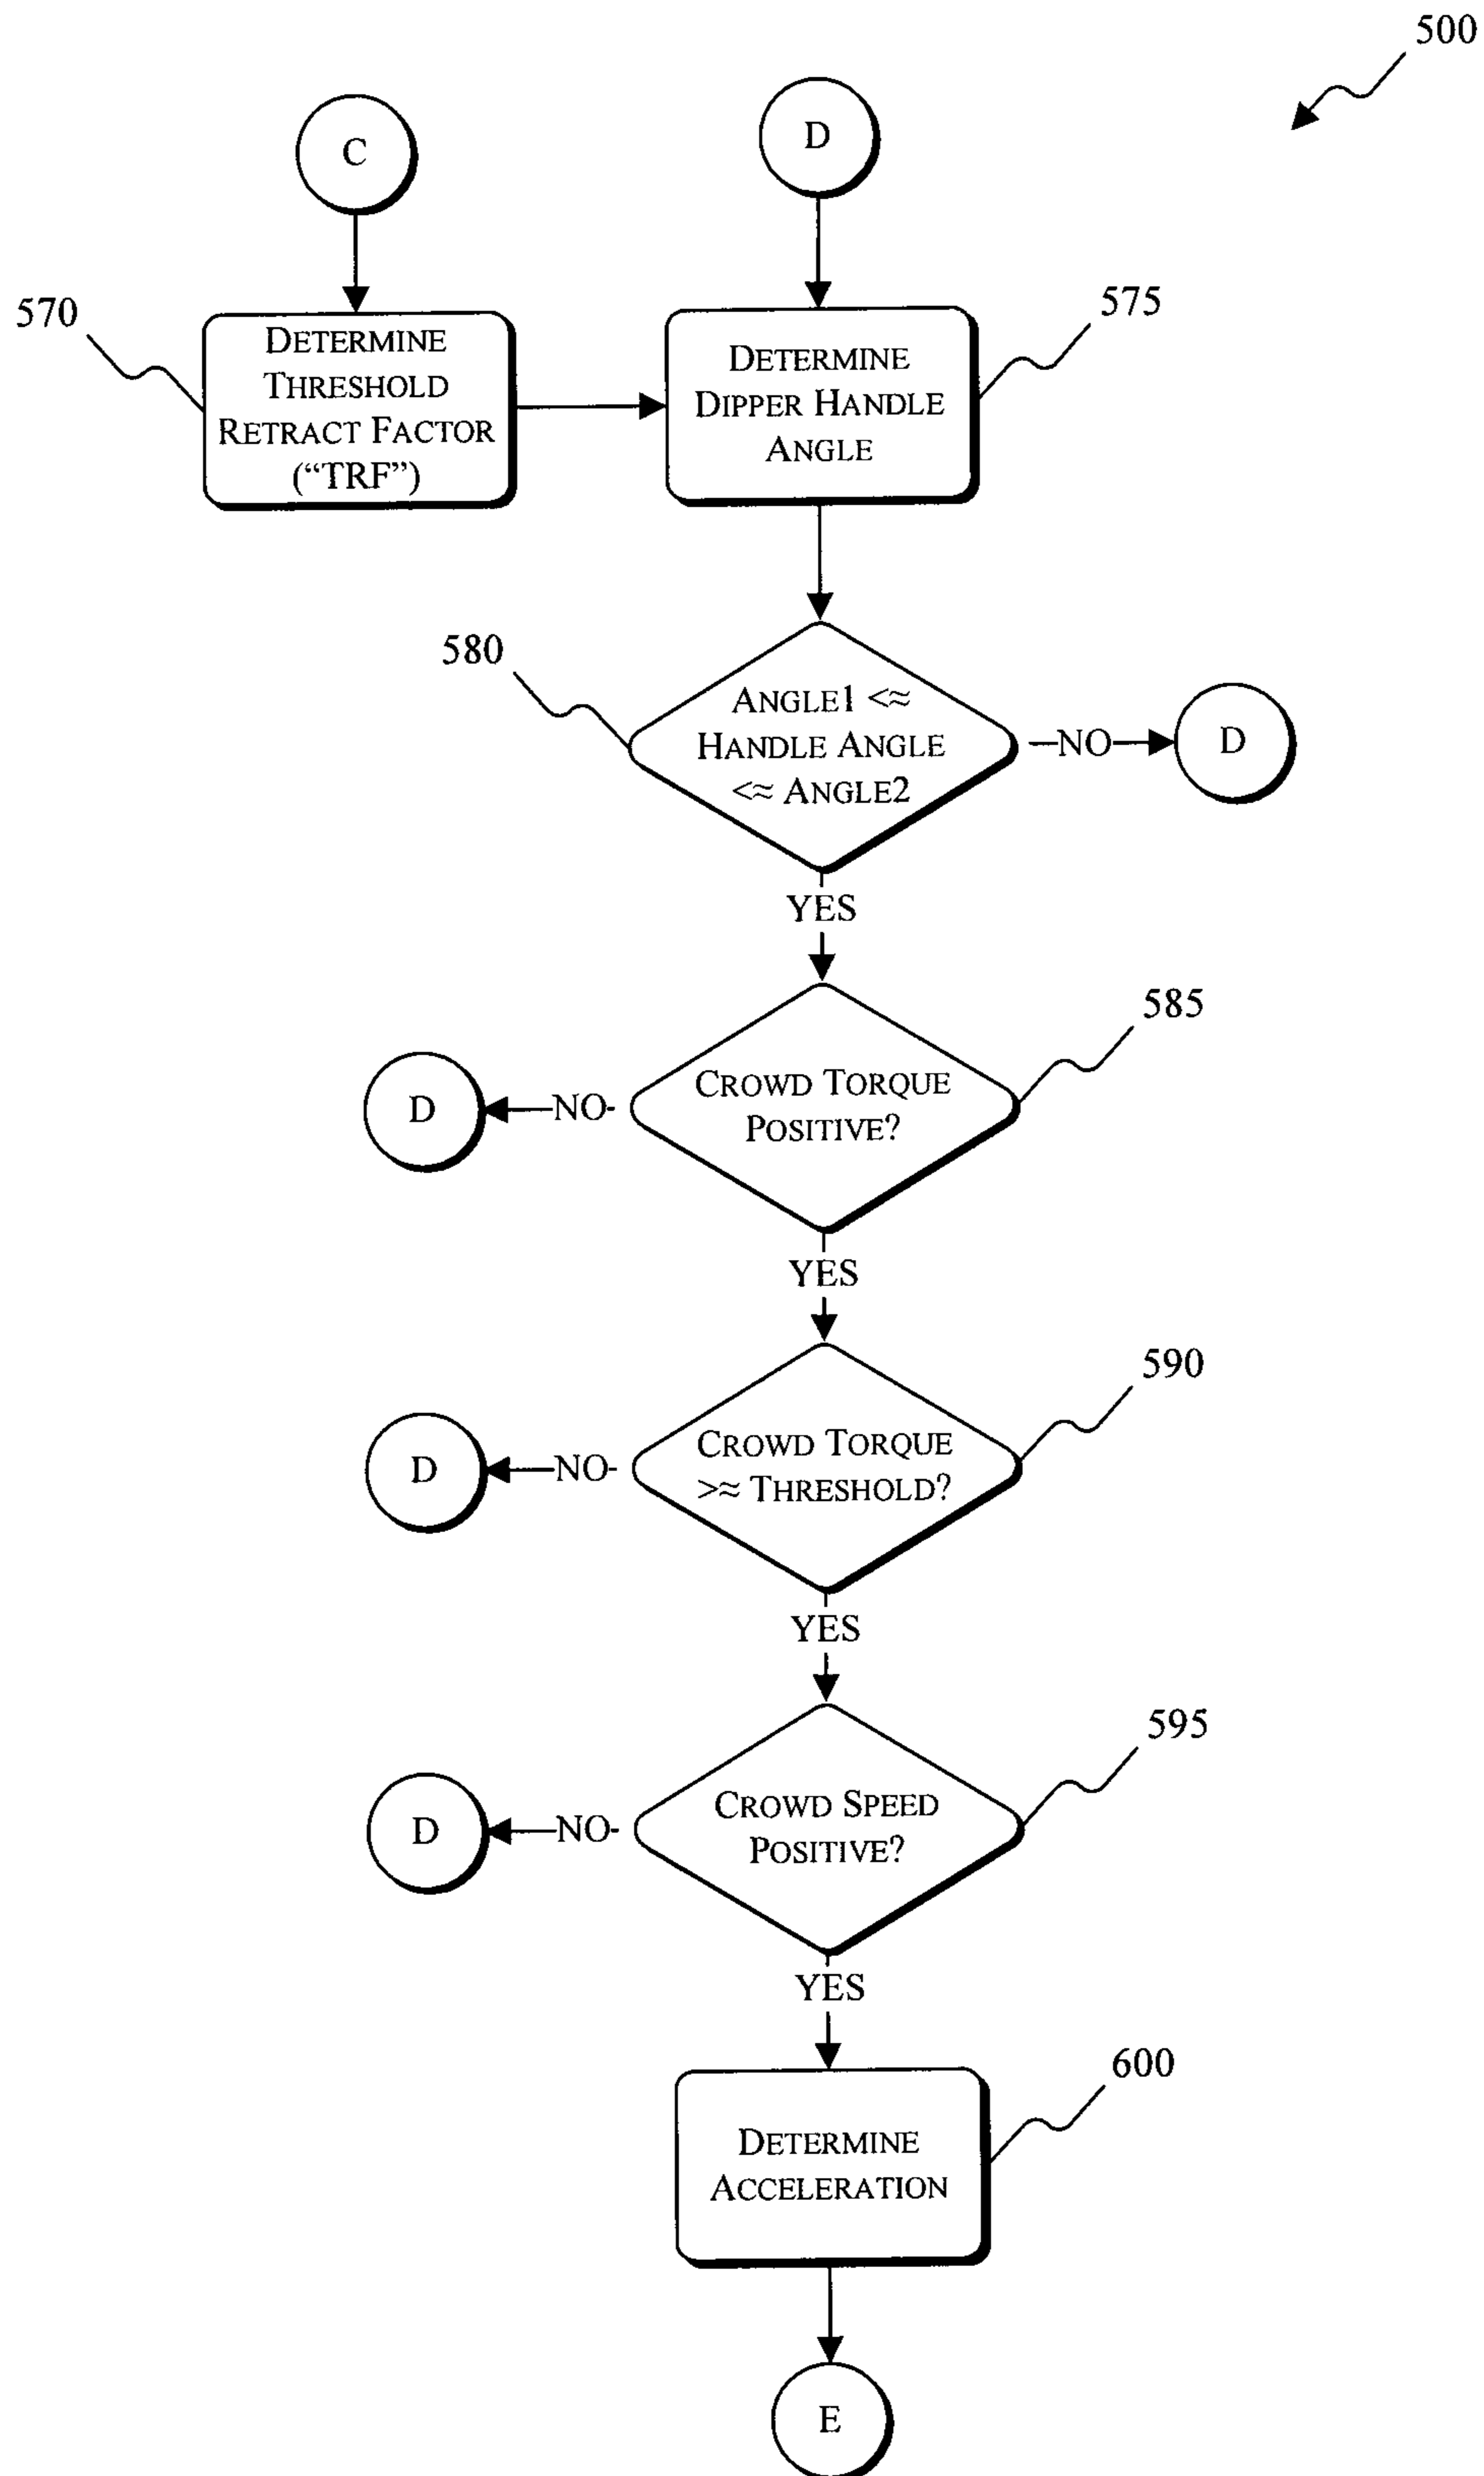 500
C
D
570
DETERMINE
THRESHOLD
RETRACT FACTOR
(“TRF”)
575
DETERMINE
DIPPER HANDLE
ANGLE
580
ANGLE1 <≈
HANDLE ANGLE
<≈ ANGLE2
NO
D
YES
585
CROWD TORQUE
POSITIVE?
NO
D
YES
590
CROWD TORQUE
>≈ THRESHOLD?
NO
D
YES
595
CROWD SPEED
POSITIVE?
NO
D
YES
600
DETERMINE
ACCELERATION
E